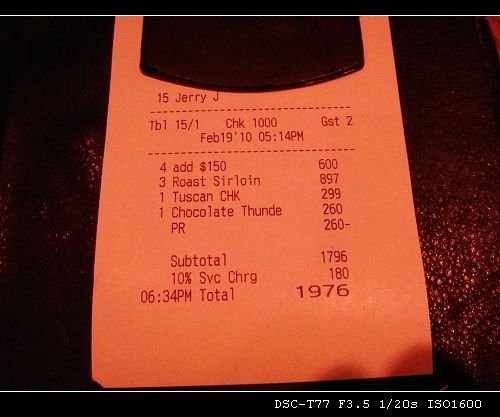 15 Jerry J
Tbl 15/1 Chk 1000 Gst 2
Feb19'10 05:14PM
4 add $150 600
3 Roast Sirloin 897
1 Tuscan CHK 299
1 Chocolate Thunde 260
PR 260-
Subtotal 1796
10% Svc Chrg 180
06:34PM Total 1976
DSC-T77 F3.5 1/20s ISO1600